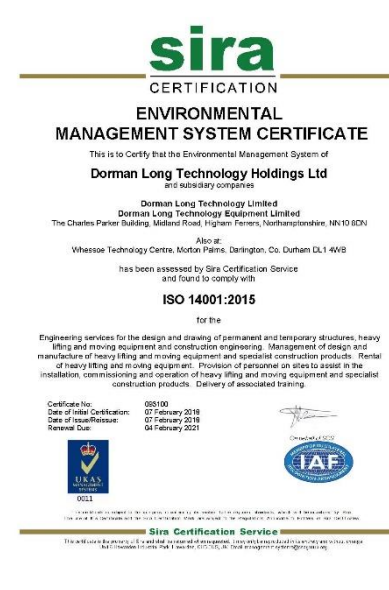 sira
CERTIFICATION
ENVIRONMENTAL
MANAGEMENT SYSTEM CERTIFICATE
This is to Certify that the Environmental Management System of
Dorman Long Technology Holdings Ltd
and subsidiary companies
Dorman Long Technology Limited
Dorman Long Technology Equipment Limited
The Charles Parker Building, Midland Road, Higham Ferrers, Northamptonshire, NN10 8DN
Also at:
Whessoe Technology Centre, Morton Palms, Darlington, Co. Durham DL1 4WB
has been assessed by Sira Certification Service
and found to comply with
ISO 14001:2015
for the
Engineering services for the design and drawing of permanent and temporary structures, heavy
lifting and moving equipment and construction engineering. Management of design and
manufacture of heavy lifting and moving equipment and specialist construction products. Rental
of heavy lifting and moving equipment. Provision of personnel on sites to assist in the
installation, commissioning and operation of heavy lifting and moving equipment and specialist
construction products. Delivery of associated training.
Certificate No:
Date of Initial Certification: 07 February 2018
Date of Issue/Reissue: 07 February 2018
Renewal Due: 04 February 2021
UKAS
MANAGEMENT
SYSTEMS
0011
IAF
Sira Certification Service